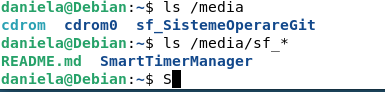 daniela@Debian:~$ ls /media
cdrom cdrom0 sf_SistemeOperareGit
daniela@Debian:~$ ls /media/sf_*
README.md SmartTimerManager
daniela@Debian:~$ S